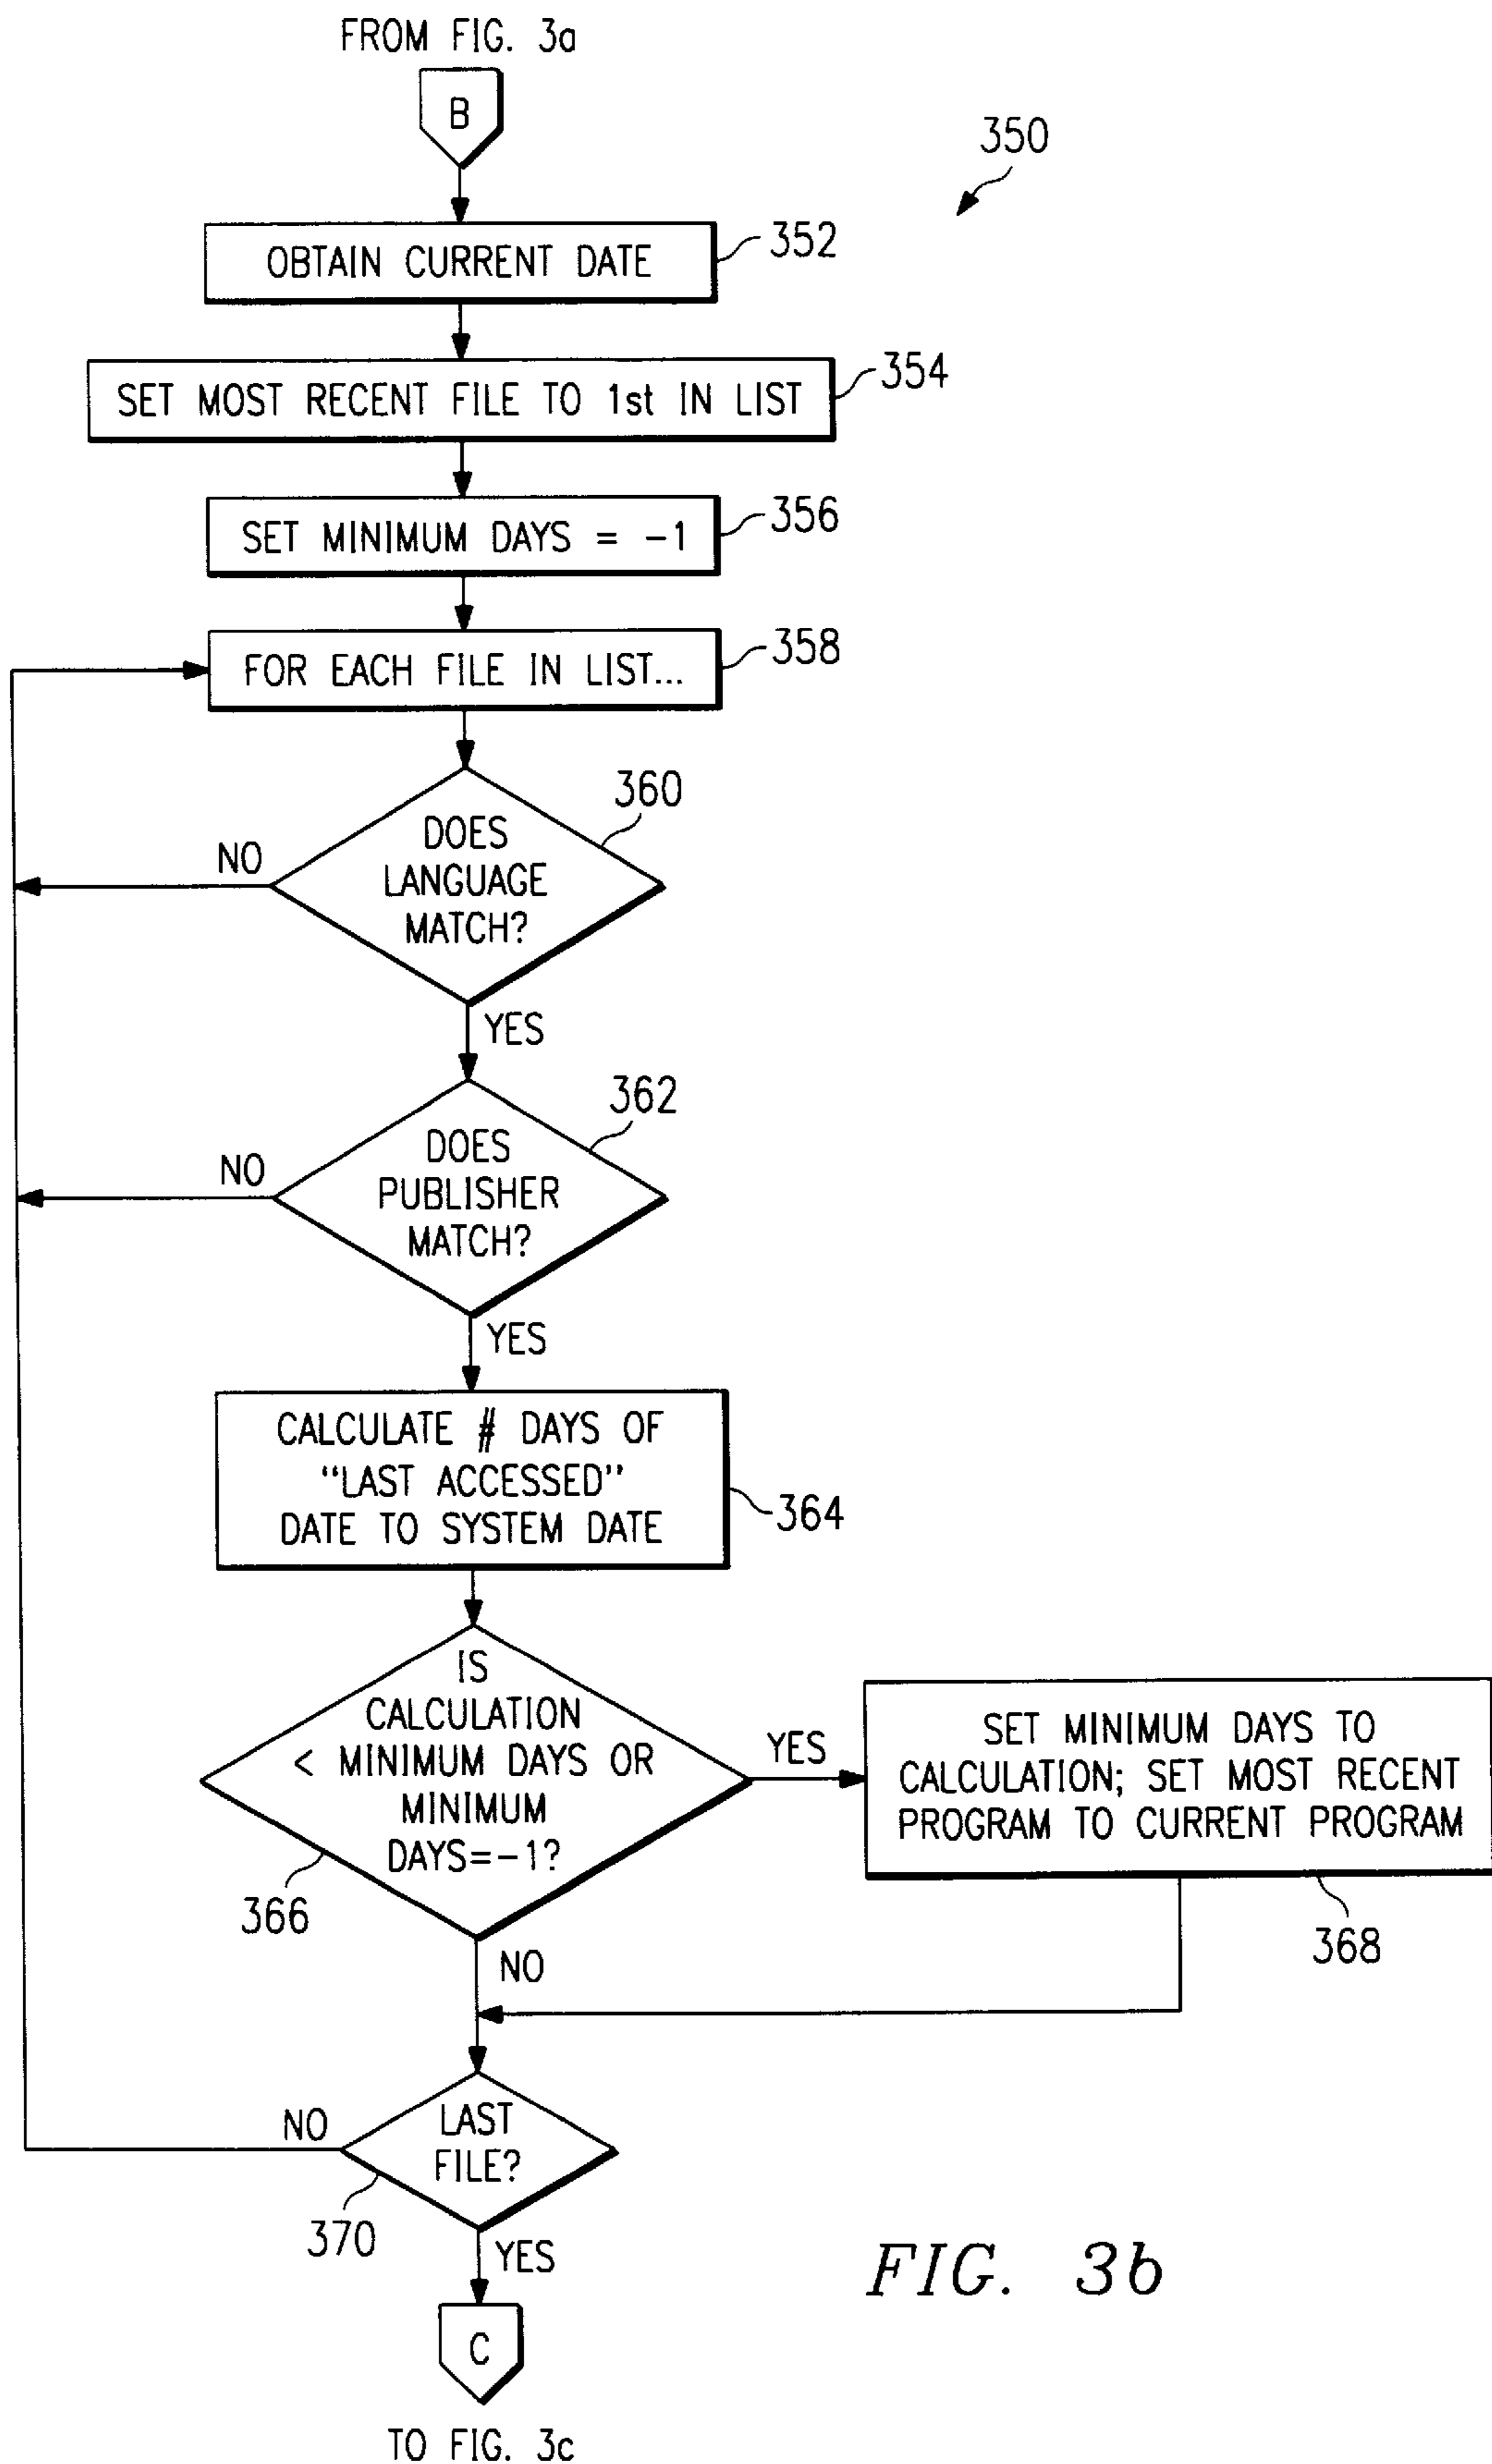 FROM FIG. 3a
B
350
OBTAIN CURRENT DATE
352
SET MOST RECENT FILE TO 1st IN LIST
354
SET MINIMUM DAYS = -1
356
FOR EACH FILE IN LIST...
358
360
DOES
LANGUAGE
MATCH?
NO
YES
362
DOES
PUBLISHER
MATCH?
NO
YES
CALCULATE # DAYS OF
"LAST ACCESSED"
DATE TO SYSTEM DATE
364
IS
CALCULATION
< MINIMUM DAYS OR
MINIMUM
DAYS=-1?
366
YES
SET MINIMUM DAYS TO
CALCULATION; SET MOST RECENT
PROGRAM TO CURRENT PROGRAM
368
NO
LAST
FILE?
NO
370
YES
C
TO FIG. 3c
FIG. 3b